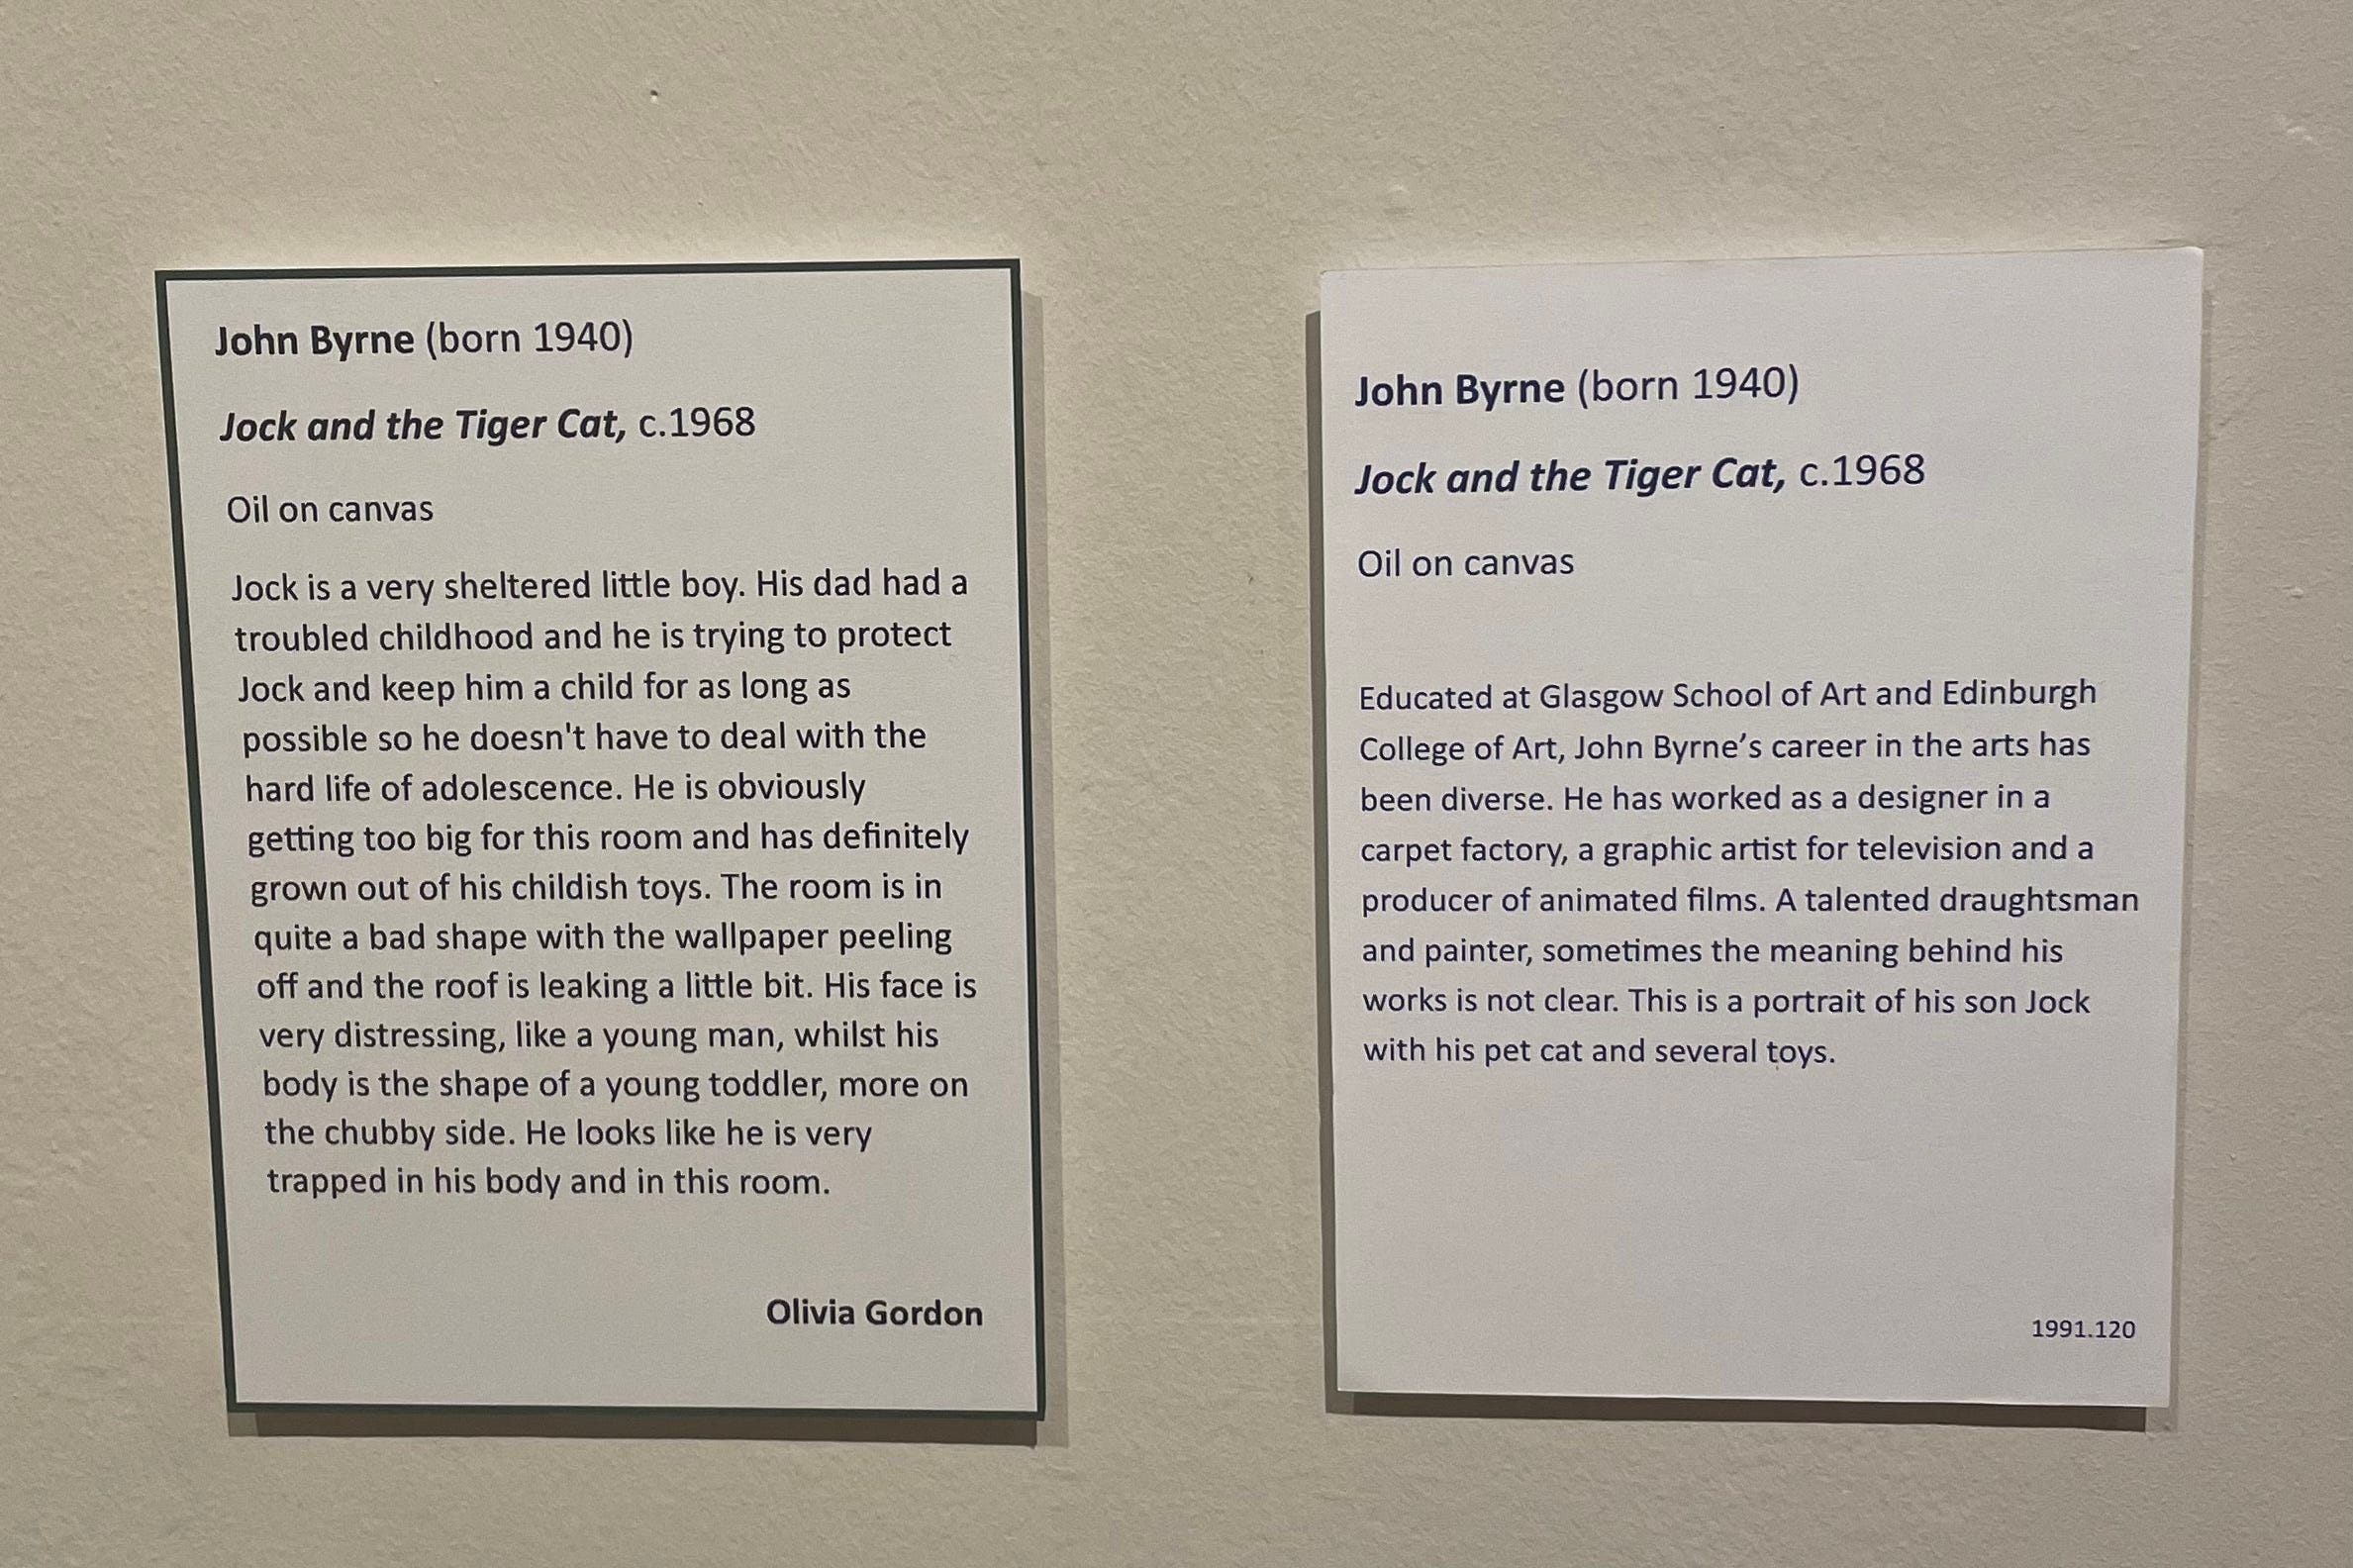 John Byrne (born 1940)
Jock and the Tiger Cat, c.1968
Oil on canvas
Jock is a very sheltered little boy. His dad had a
troubled childhood and he is trying to protect
Jock and keep him a child for as long as
possible so he doesn't have to deal with the
hard life of adolescence. He is obviously
getting too big for this room and has definitely
grown out of his childish toys. The room is in
quite a bad shape with the wallpaper peeling
off and the roof is leaking a little bit. His face is
very distressing, like a young man, whilst his
body is the shape of a young toddler, more on
the chubby side. He looks like he is very
trapped in his body and in this room.
Olivia Gordon
John Byrne (born 1940)
Jock and the Tiger Cat, c.1968
Oil on canvas
Educated at Glasgow School of Art and Edinburgh
College of Art, John Byrne’s career in the arts has
been diverse. He has worked as a designer in a
carpet factory, a graphic artist for television and a
producer of animated films. A talented draughtsman
and painter, sometimes the meaning behind his
works is not clear. This is a portrait of his son Jock
with his pet cat and several toys.
1991.120